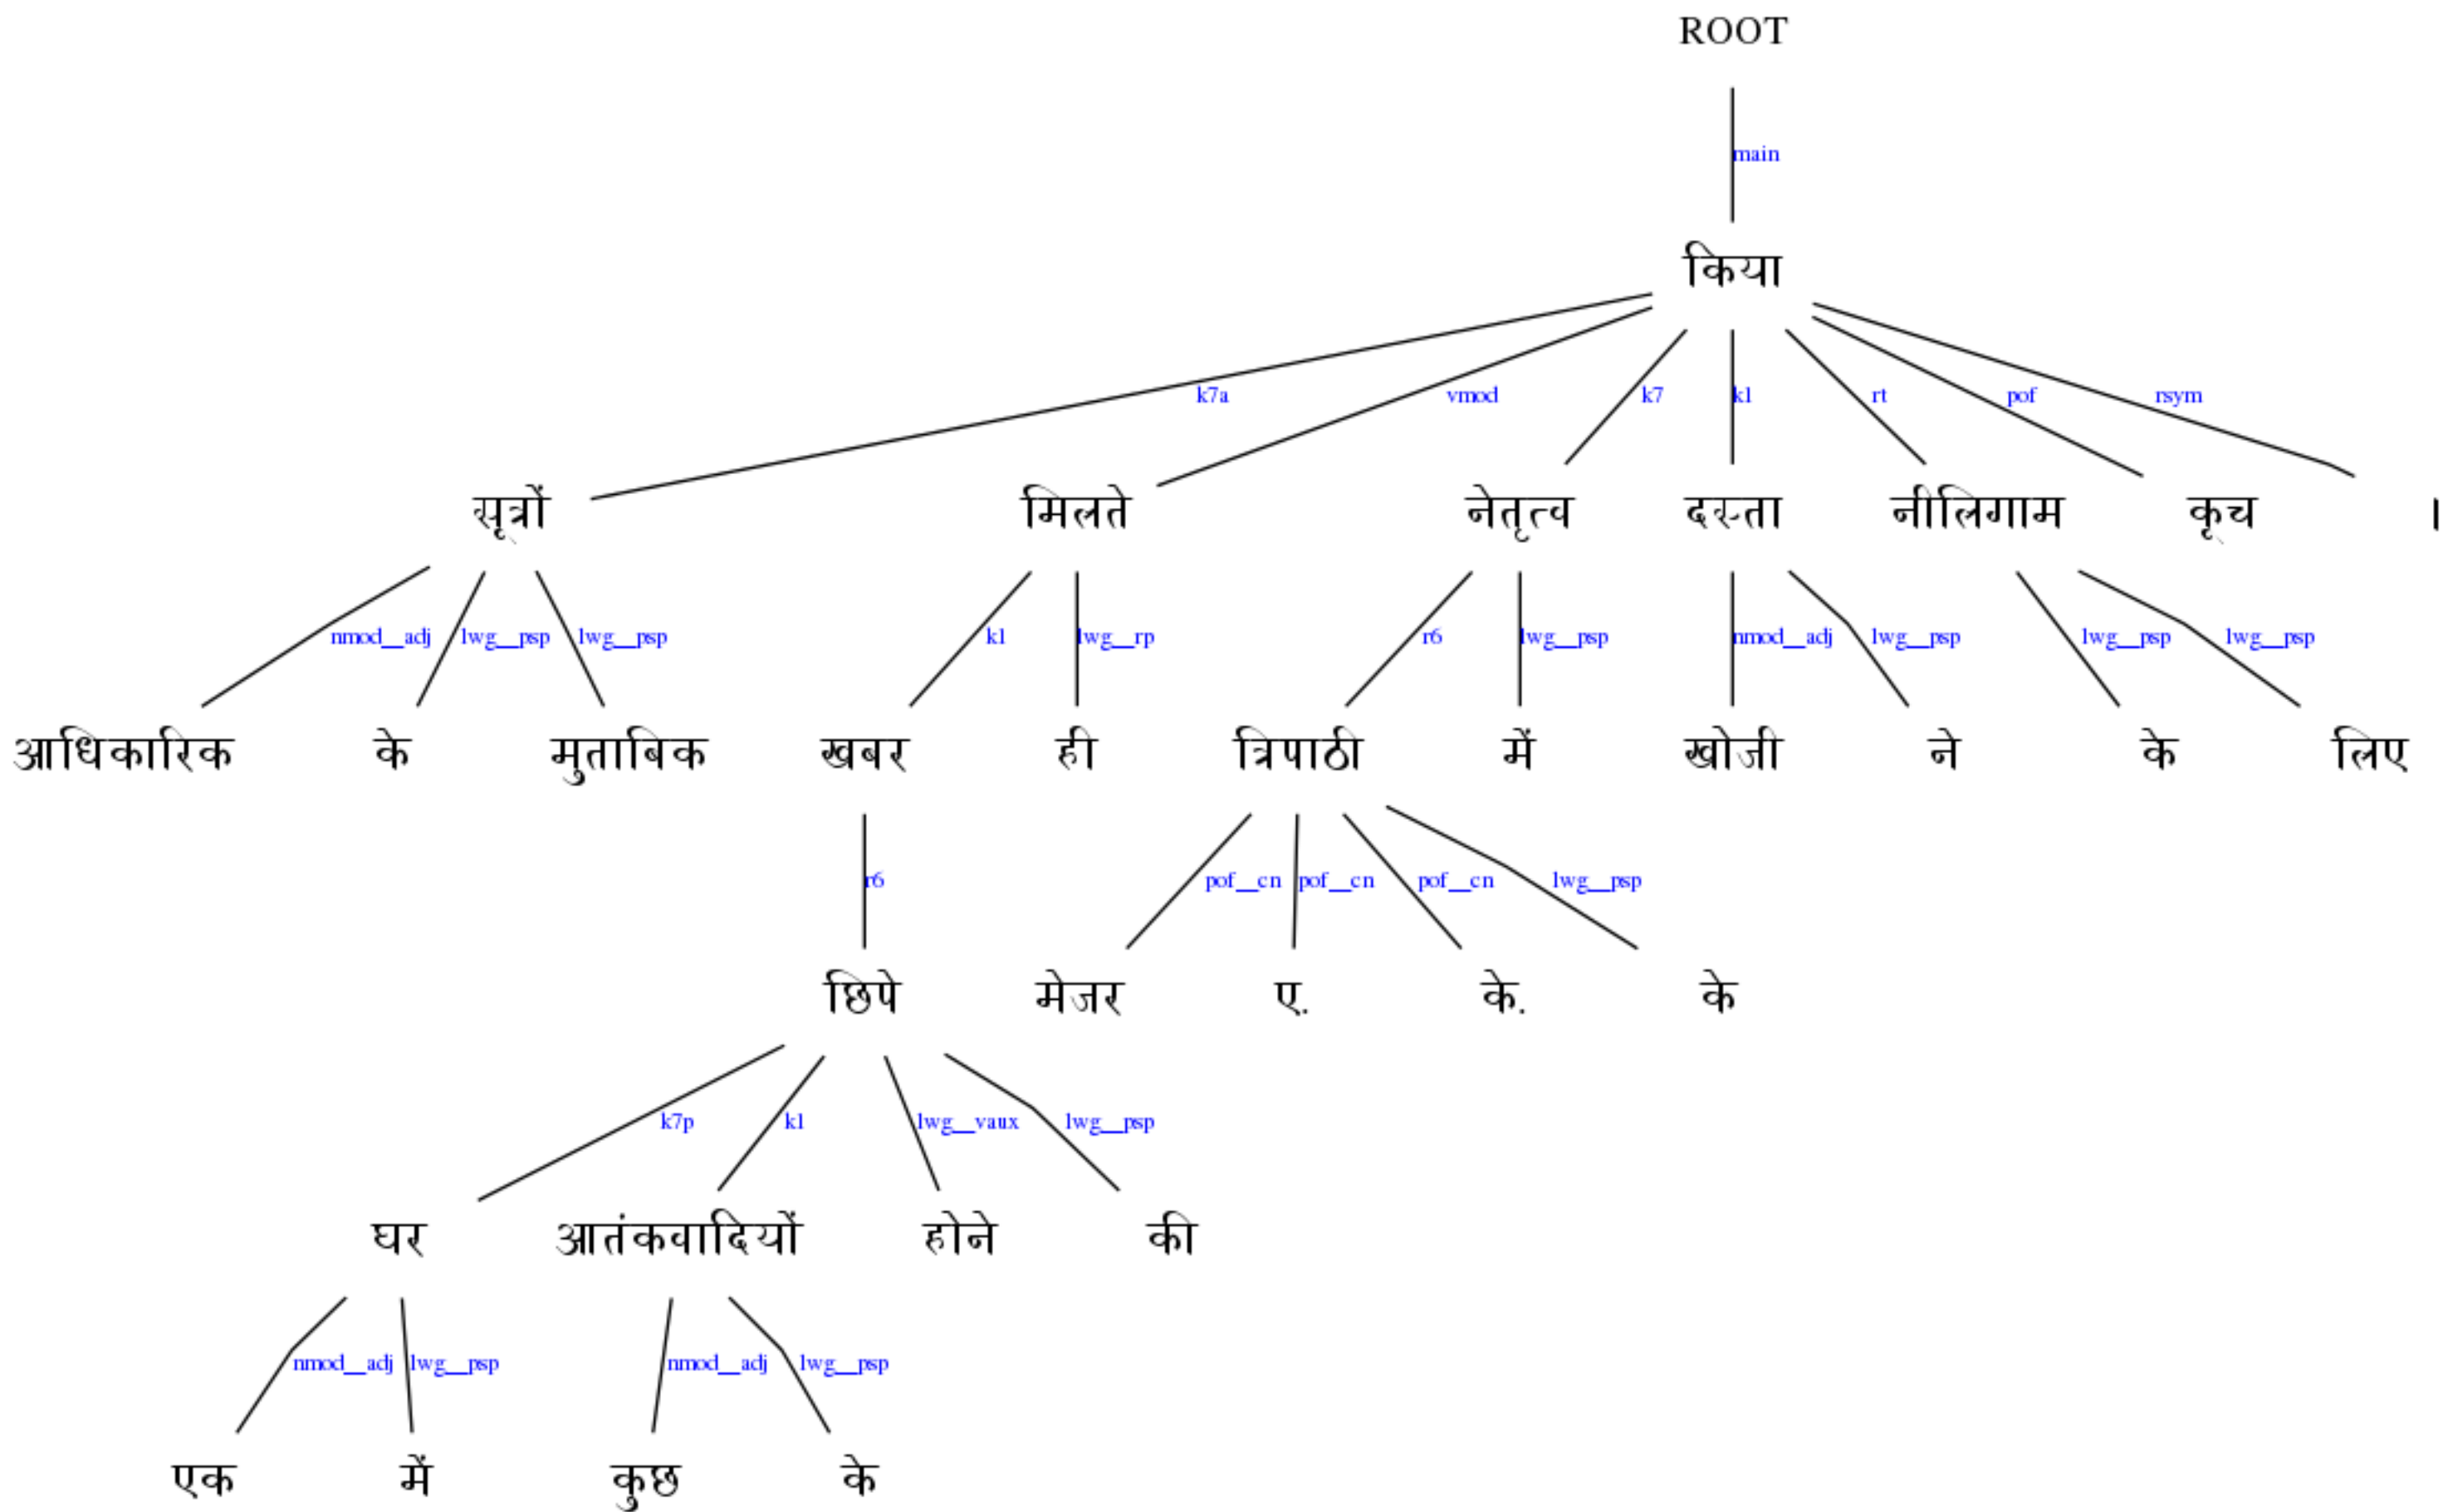 ROOT
main
किया
k7a vmod k7 k1 rt pof rsym
सूत्रों मिलते नेतृत्व दस्ता नीलिगाम कूच ।
nmod__adj lwg__psp lwg__psp k1 lwg__rp r6 lwg__psp nmod__adj lwg__psp lwg__psp lwg__psp
आधिकारिक के मुताबिक खबर ही त्रिपाठी में खोजी ने के लिए
r6 pof__cn pof__cn pof__cn lwg__psp
छिपे मेजर ए. के. के
k7p k1 lwg__vaux lwg__psp
घर आतंकवादियों होने की
nmod__adj lwg__psp nmod__adj lwg__psp
एक में कुछ के